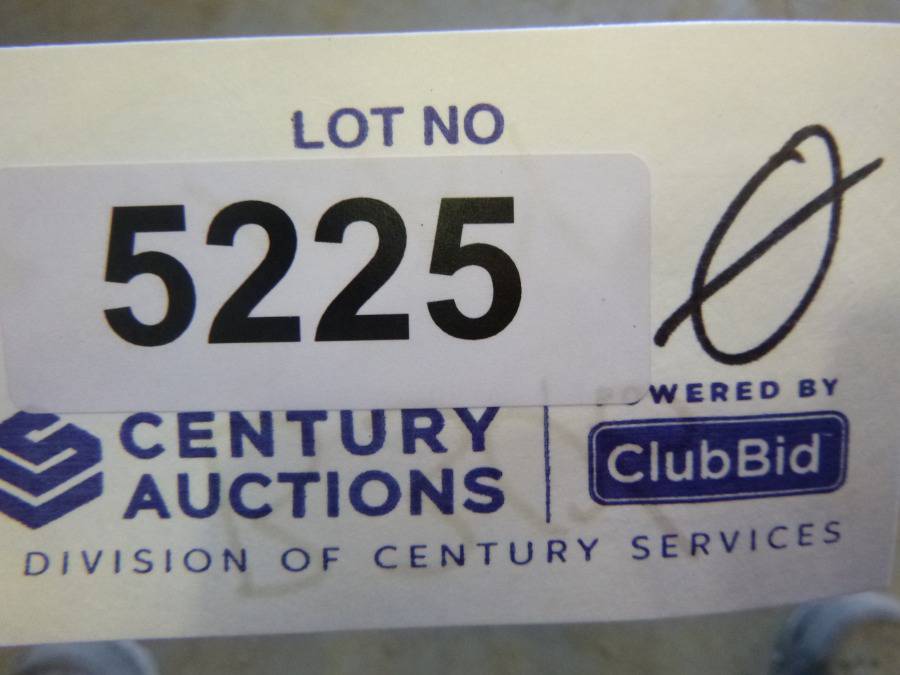 LOT NO
5225 Ø
POWERED BY
CENTURY
AUCTIONS
ClubBid
DIVISION OF CENTURY SERVICES